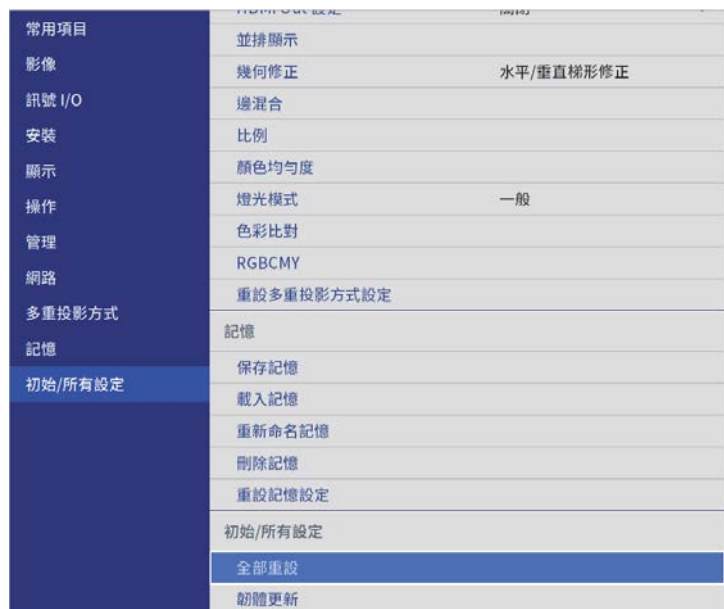 常用項目
影像
訊號 I/O
安裝
顯示
操作
管理
網路
多重投影方式
記憶
初始/所有設定
並排顯示
幾何修正 水平/垂直梯形修正
邊混合
比例
顏色均勻度
燈光模式 一般
色彩比對
RGBCMY
重設多重投影方式設定
記憶
保存記憶
載入記憶
重新命名記憶
刪除記憶
重設記憶設定
初始/所有設定
全部重設
韌體更新